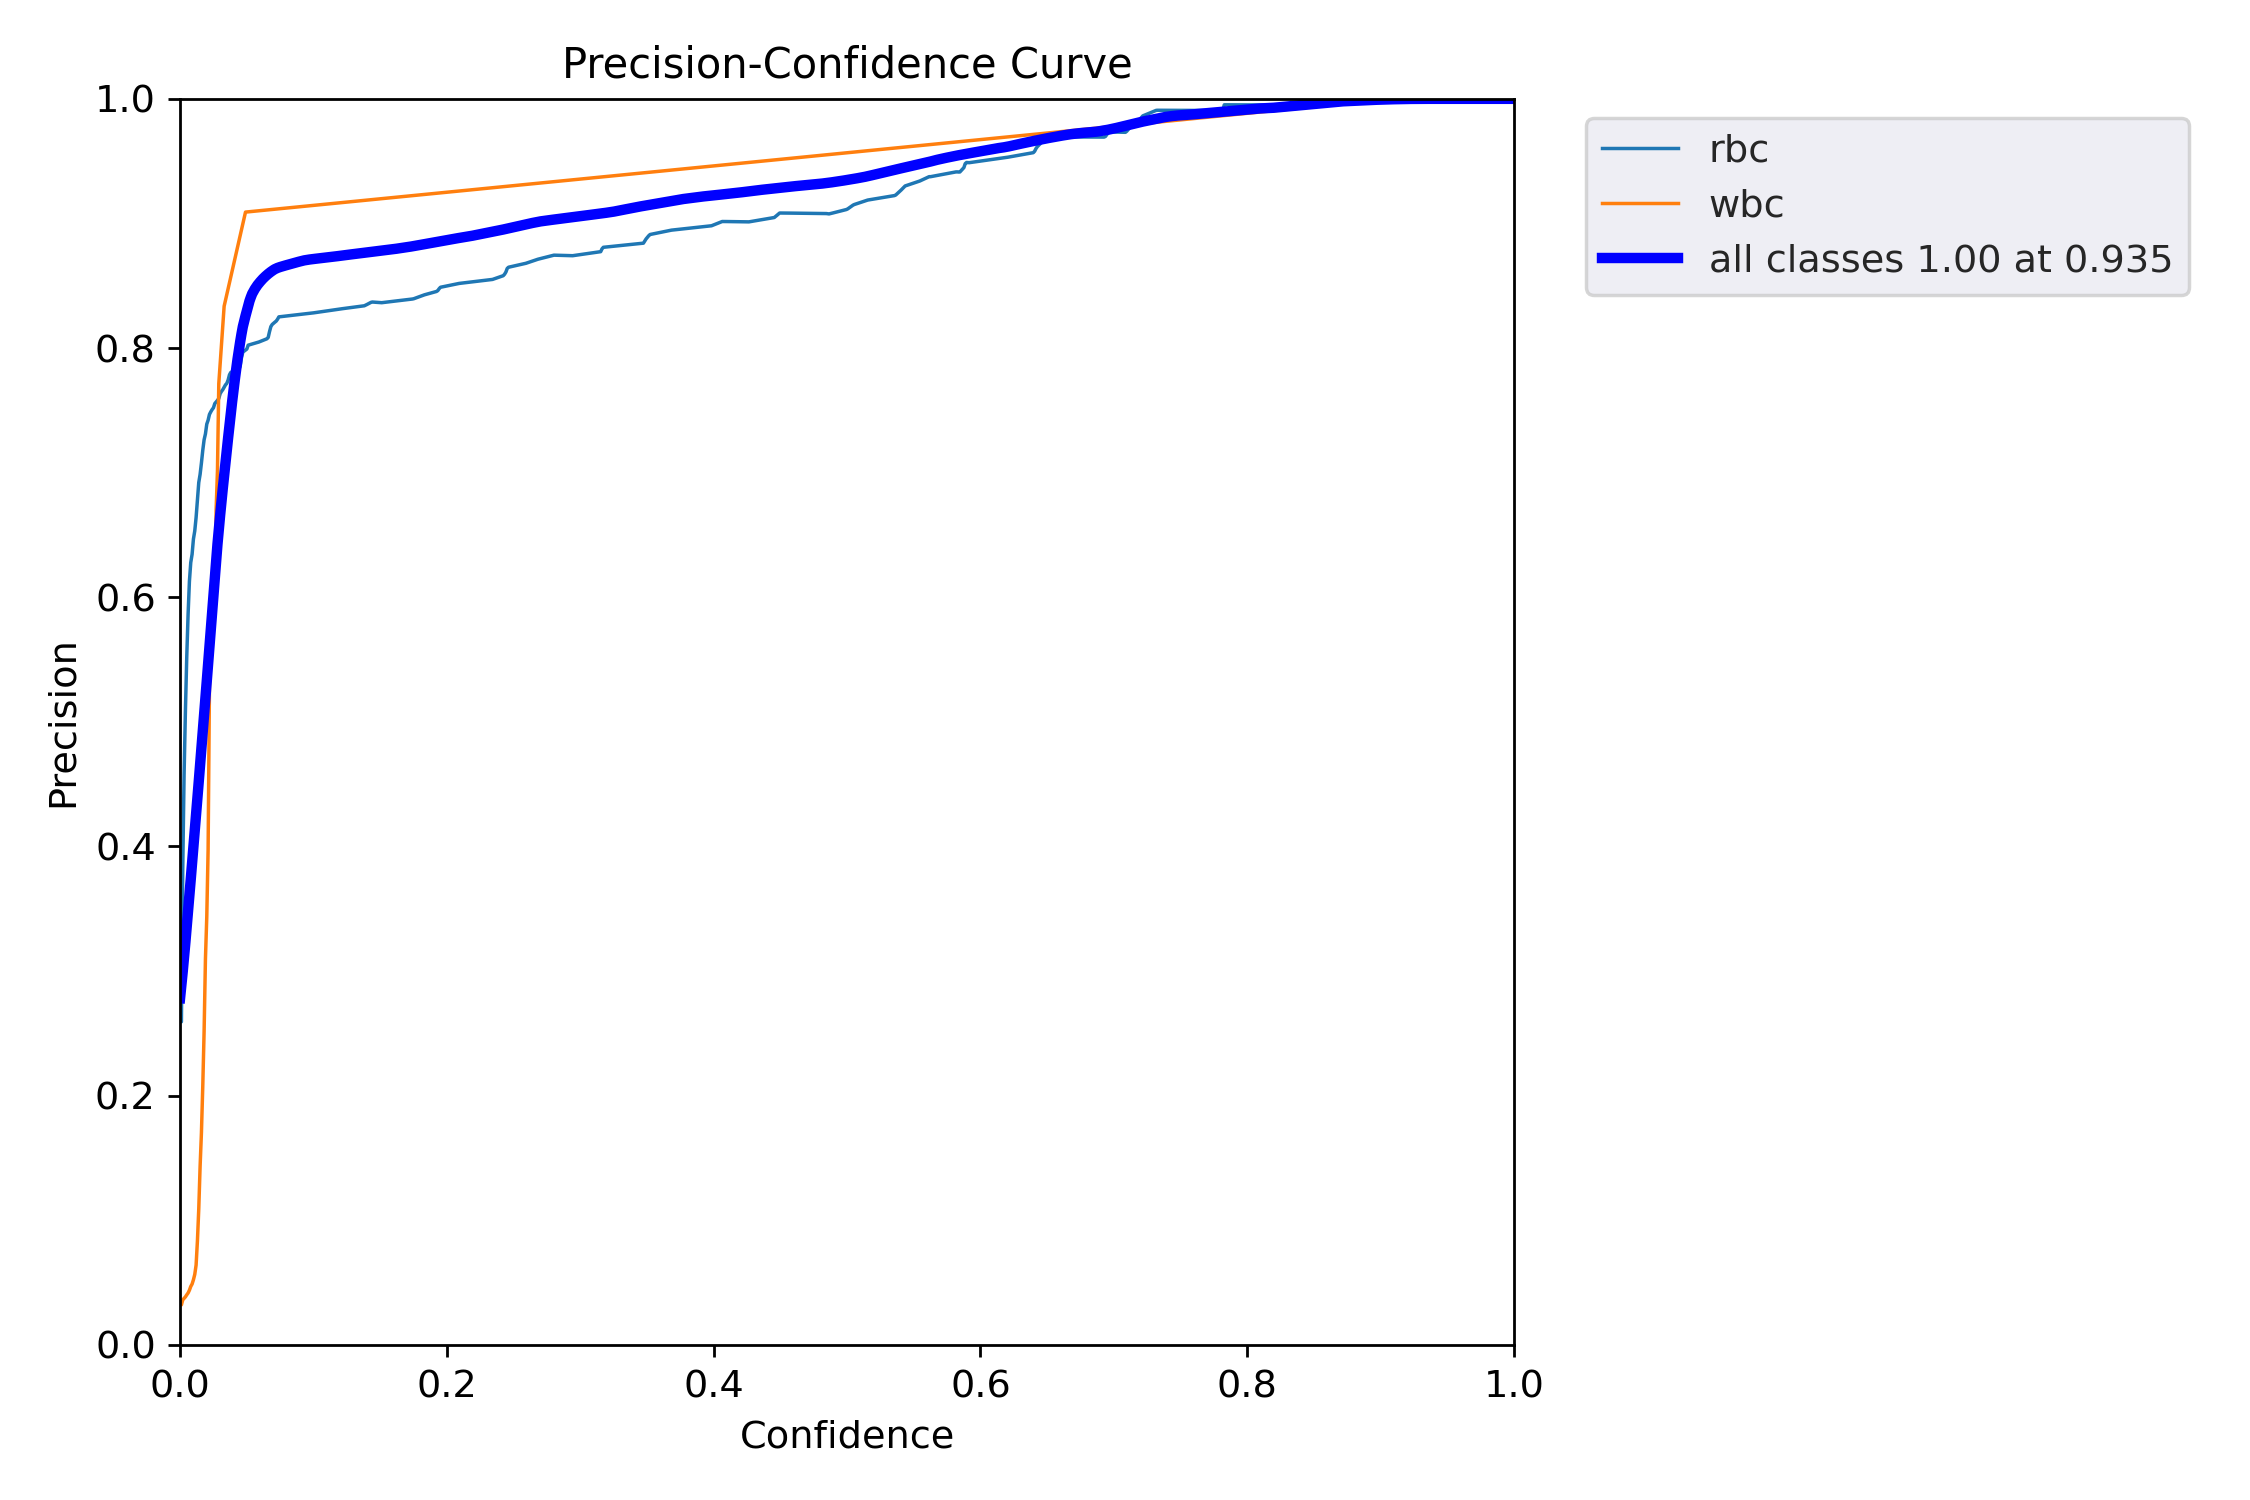 Precision-Confidence Curve
1.0
0.8
0.6
0.4
0.2
0.0
Precision
0.0 0.2 0.4 0.6 0.8 1.0
Confidence
rbc
wbc
all classes 1.00 at 0.935